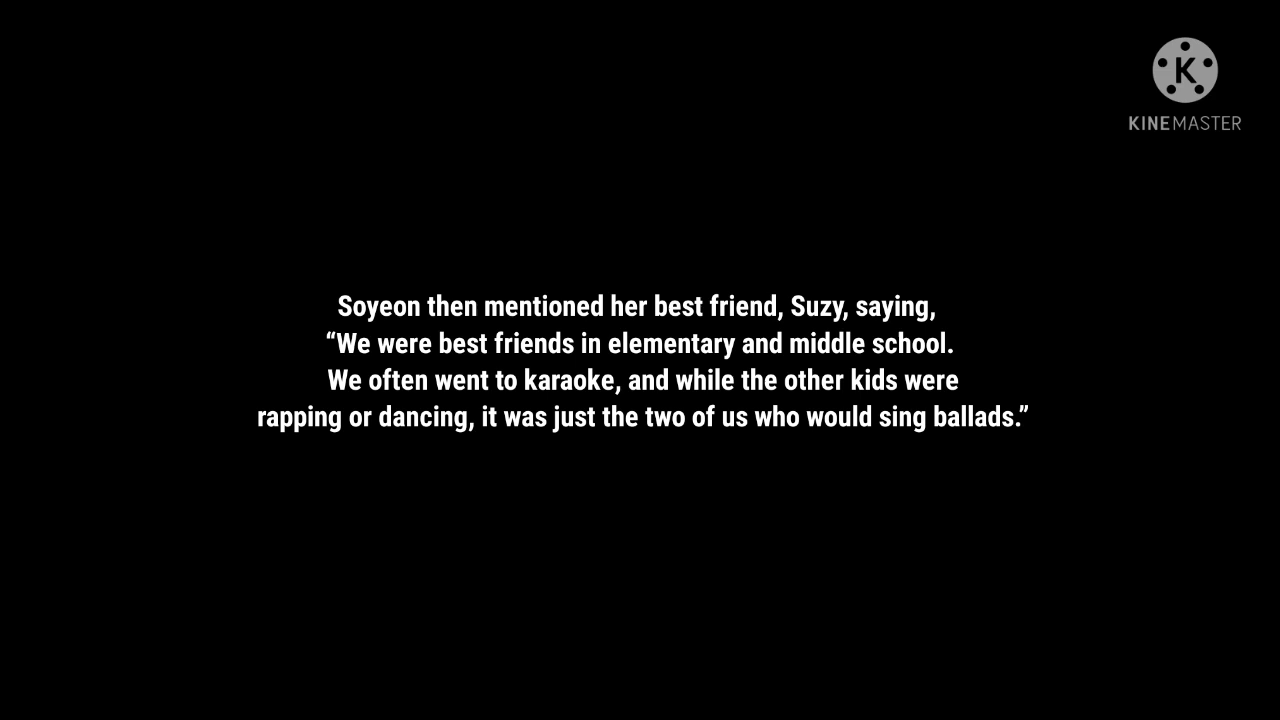 K
KINEMASTER
Soyeon then mentioned her best friend, Suzy, saying,
“We were best friends in elementary and middle school.
We often went to karaoke, and while the other kids were
rapping or dancing, it was just the two of us who would sing ballads.”